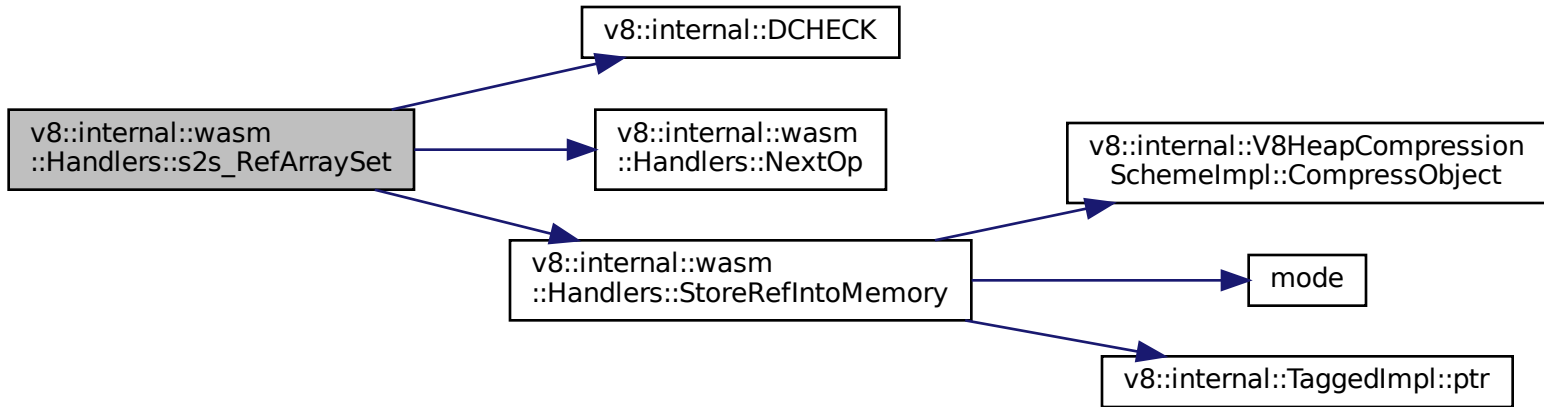 v8::internal::DCHECK
v8::internal::wasm
::Handlers::s2s_RefArraySet
v8::internal::wasm
::Handlers::NextOp
v8::internal::wasm
::Handlers::StoreRefIntoMemory
v8::internal::V8HeapCompression
SchemeImpl::CompressObject
mode
v8::internal::TaggedImpl::ptr